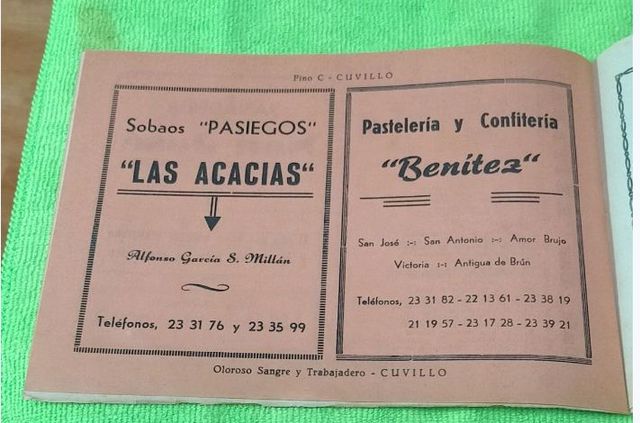 Pino C - CUVILLO
Sobaos "PASIEGOS"
"LAS ACACIAS"
Alfonso García S. Millán
Teléfonos, 23 31 76 y 23 35 99
Pastelería y Confitería
"Benítez"
San José :-: San Antonio :-: Amor Brujo
Victoria :-: Antigua de Brún
Teléfonos, 23 31 82 - 22 13 61 - 23 38 19
21 19 57 - 23 17 28 - 23 39 21
Oloroso Sangre y Trabajadero - CUVILLO